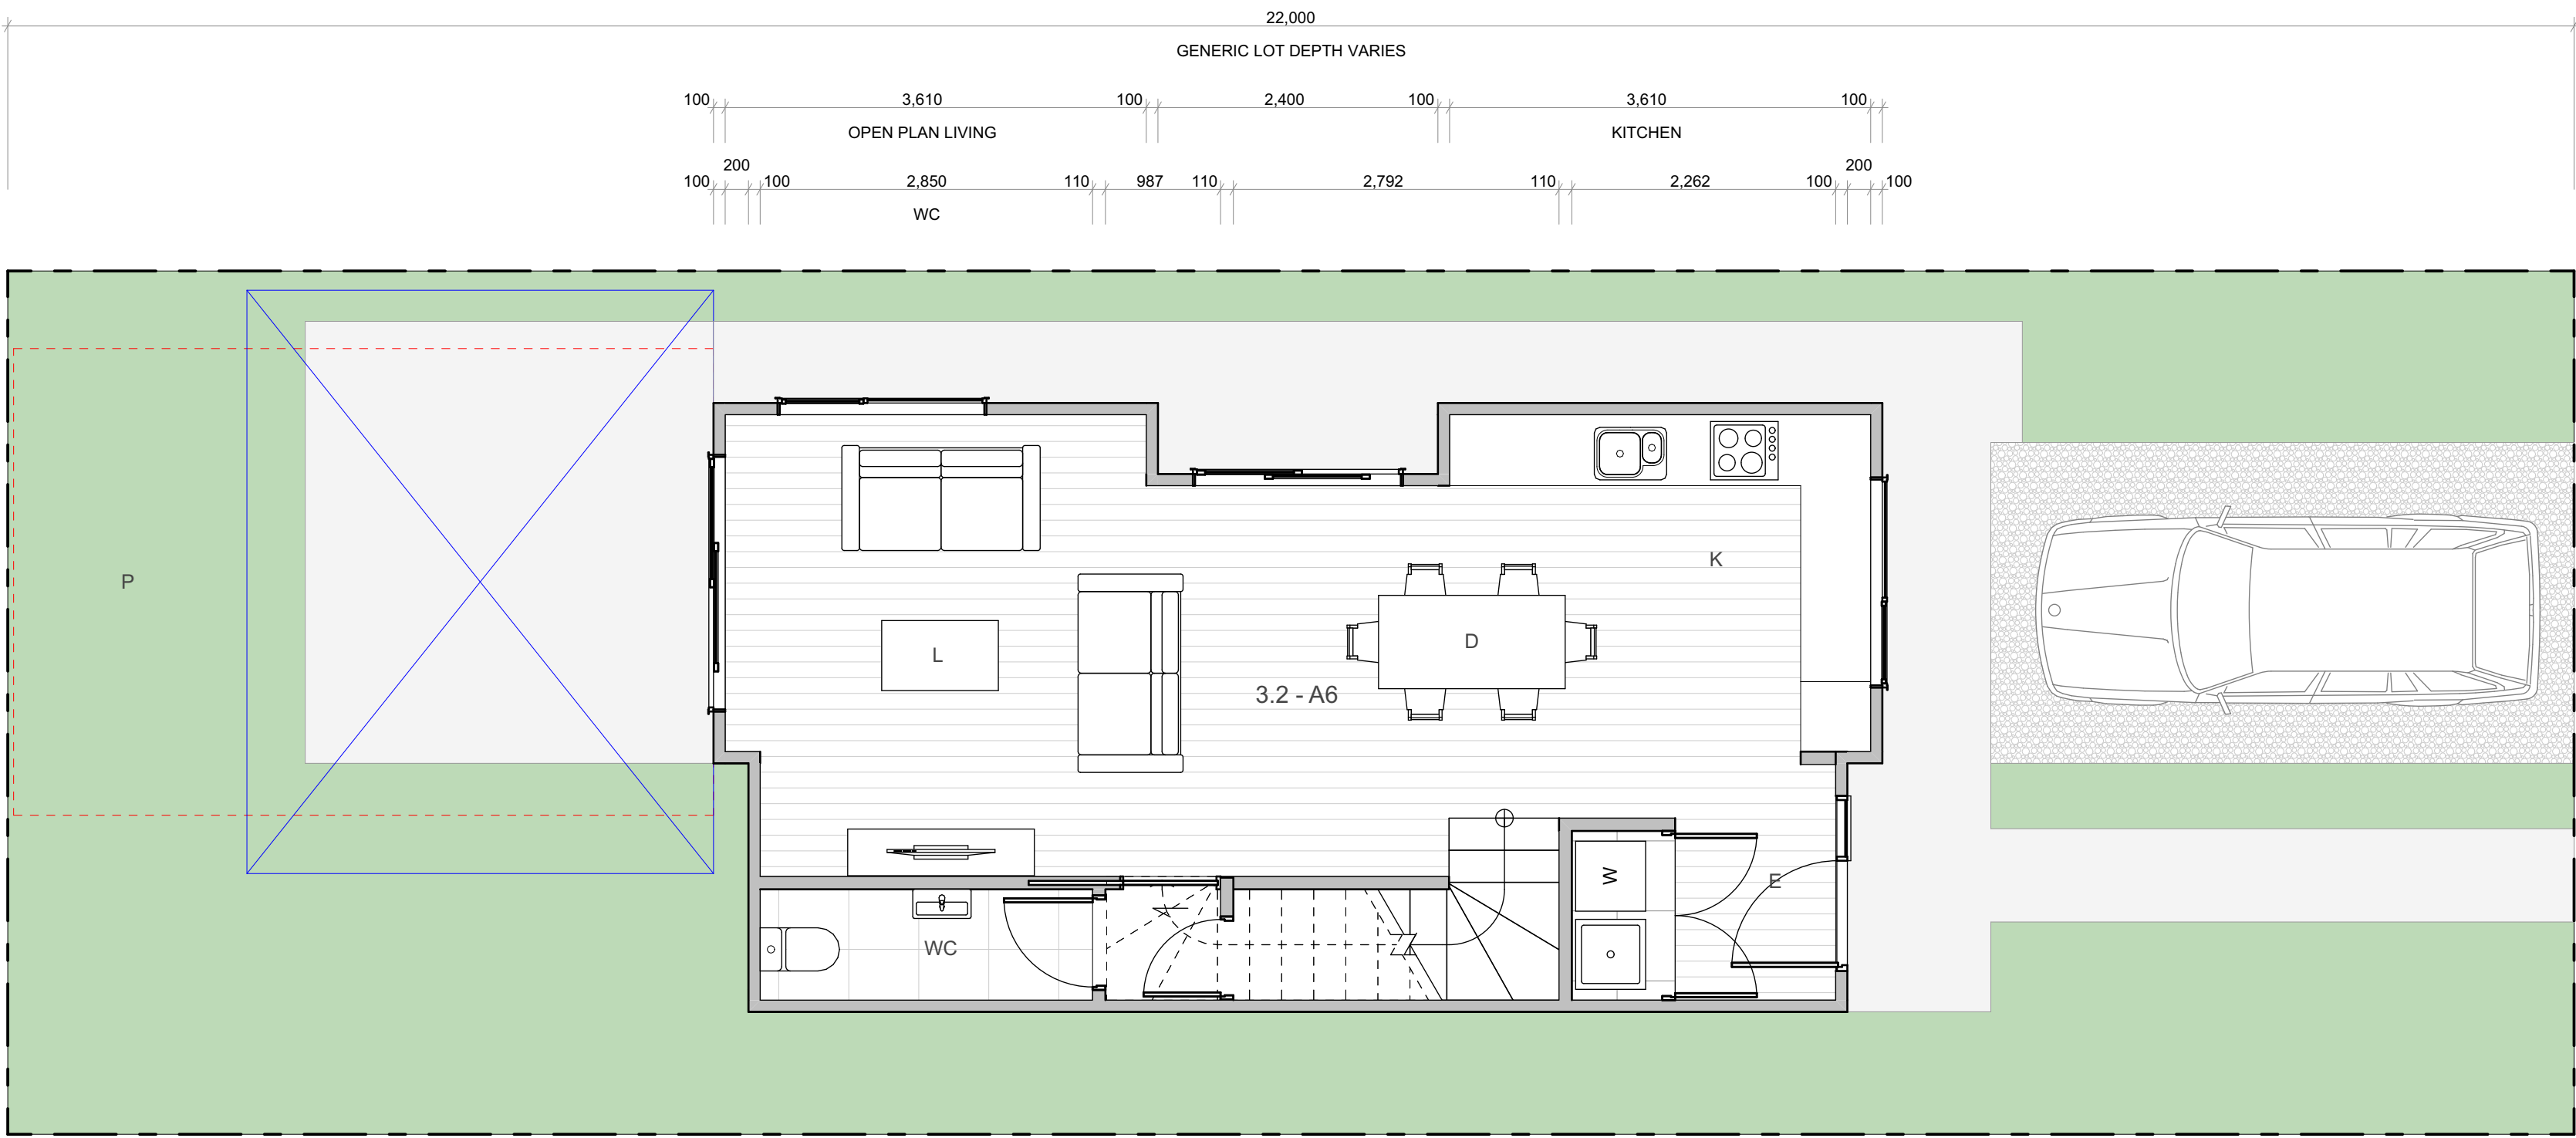 22,000
GENERIC LOT DEPTH VARIES
100 3,610 100 2,400 100 3,610 100
OPEN PLAN LIVING KITCHEN
200 200
100 100 2,850 110 987 110 2,792 110 2,262 100 100
WC
K
P
D
L
3.2 - A6
W
E
WC